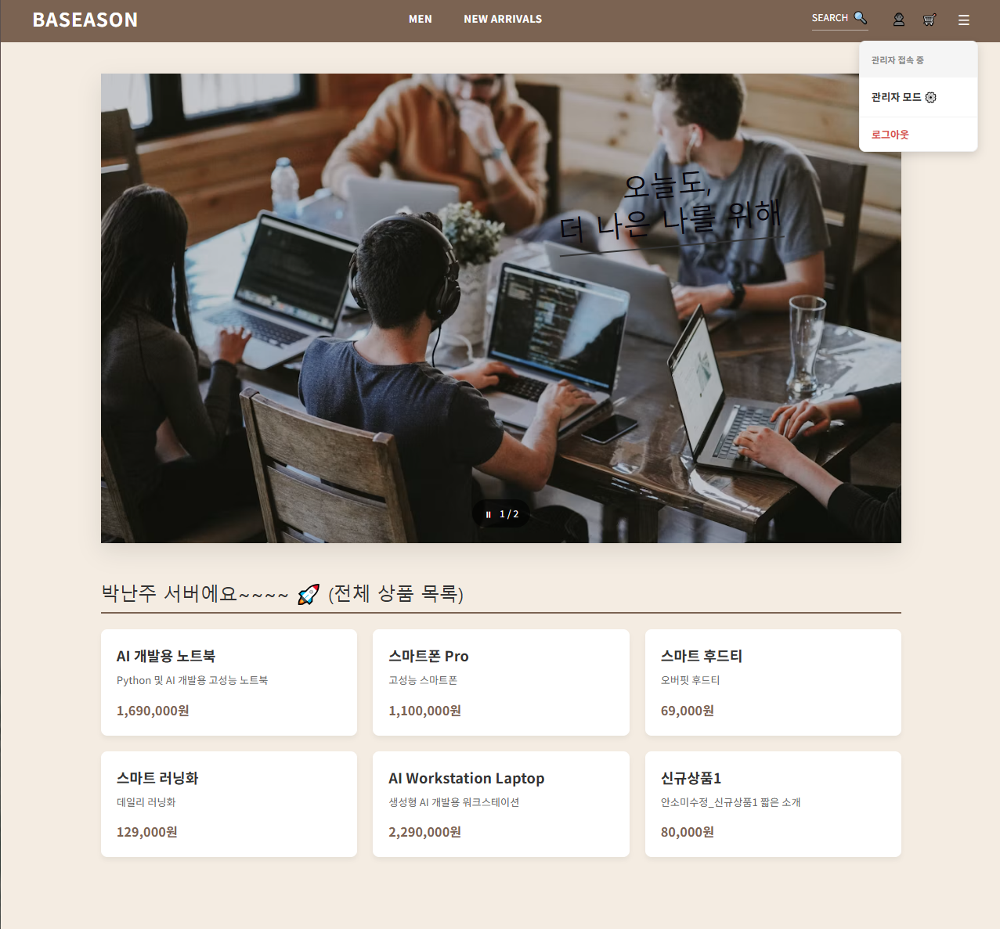 BASEASON
MEN
NEW ARRIVALS
SEARCH
관리자 접속 중
관리자 모드
로그아웃
오늘도,
더 나은 나를 위해
1 / 2
박난주 서버에요~~~~ 🚀 (전체 상품 목록)
AI 개발용 노트북
Python 및 AI 개발용 고성능 노트북
1,690,000원
스마트폰 Pro
고성능 스마트폰
1,100,000원
스마트 후드티
오버핏 후드티
69,000원
스마트 러닝화
데일리 러닝화
129,000원
AI Workstation Laptop
생성형 AI 개발용 워크스테이션
2,290,000원
신규상품1
안소미수정_신규상품1 짧은 소개
80,000원